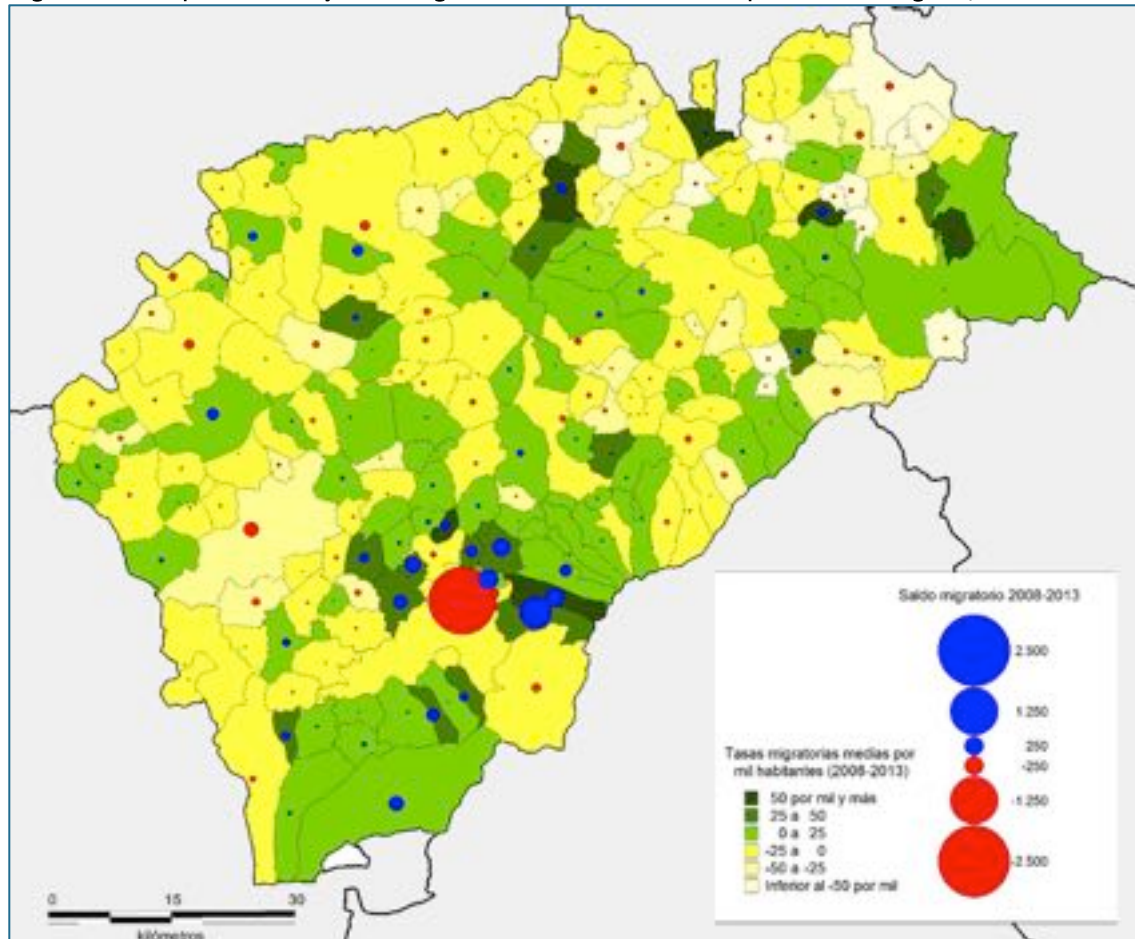 Saldo migratorio 2008-2013
2.500
1.250
250
-250
-1.250
-2.500
Tasas migratorias medias por
mil habitantes (2008-2013)
50 por mil y más
25 a 50
0 a 25
-25 a 0
-50 a -25
Inferior al -50 por mil
0 15 30
kilómetros